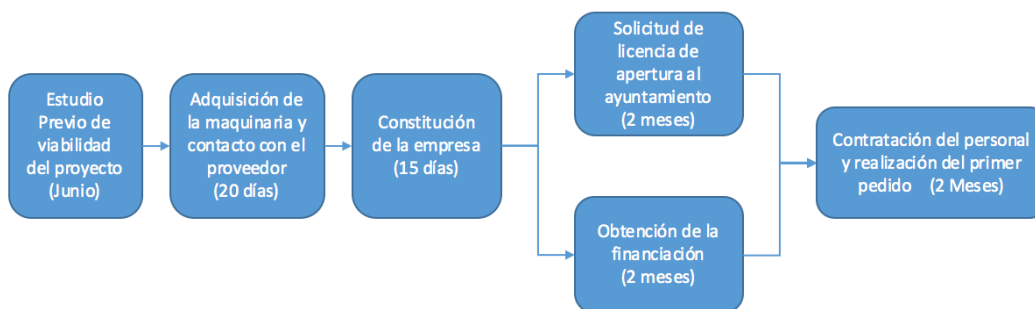 Estudio
Previo de
viabilidad
del proyecto
(Junio)
Adquisición de
la maquinaria y
contacto con el
proveedor
(20 días)
Constitución
de la empresa
(15 días)
Solicitud de
licencia de
apertura al
ayuntamiento
(2 meses)
Obtención de la
financiación
(2 meses)
Contratación del personal
y realización del primer
pedido (2 Meses)